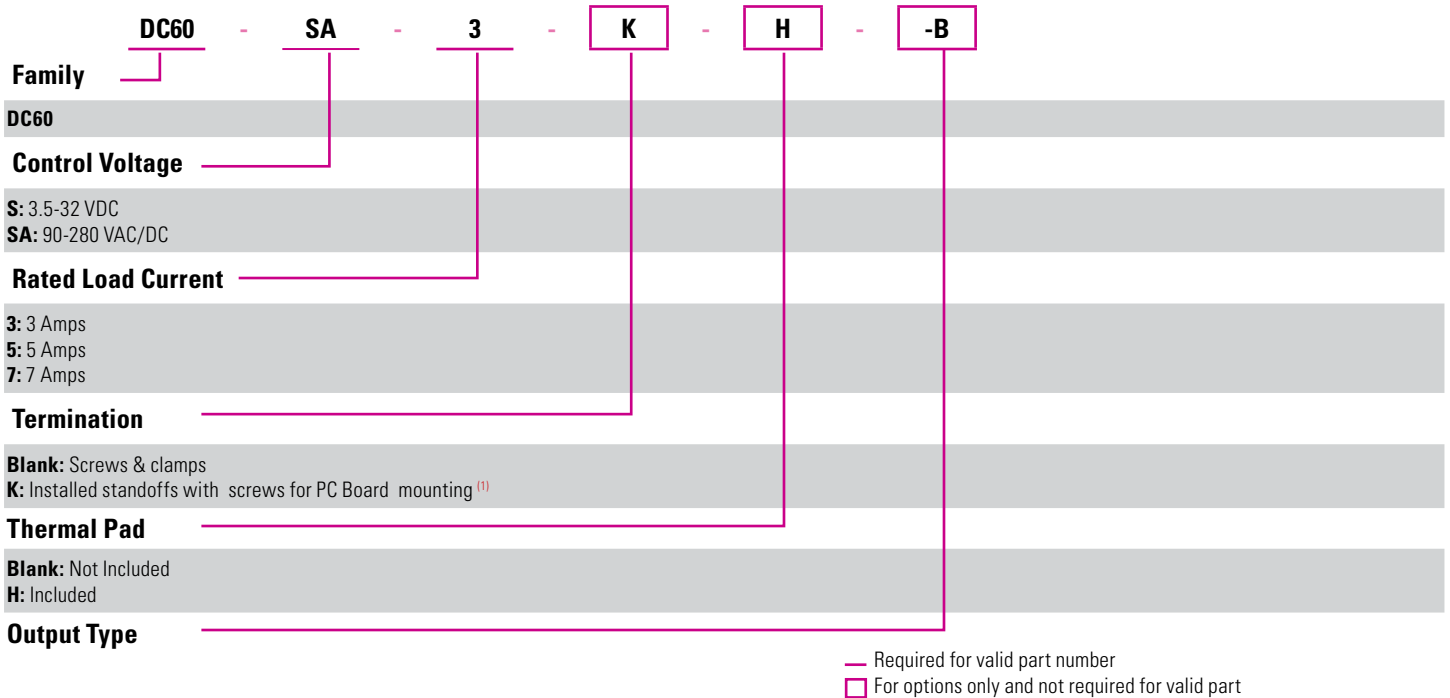 DC60 - SA - 3 - K - H - -B
Family
DC60
Control Voltage
S: 3.5-32 VDC
SA: 90-280 VAC/DC
Rated Load Current
3: 3 Amps
5: 5 Amps
7: 7 Amps
Termination
Blank: Screws & clamps
K: Installed standoffs with screws for PC Board mounting (1)
Thermal Pad
Blank: Not Included
H: Included
Output Type
Required for valid part number
For options only and not required for valid part